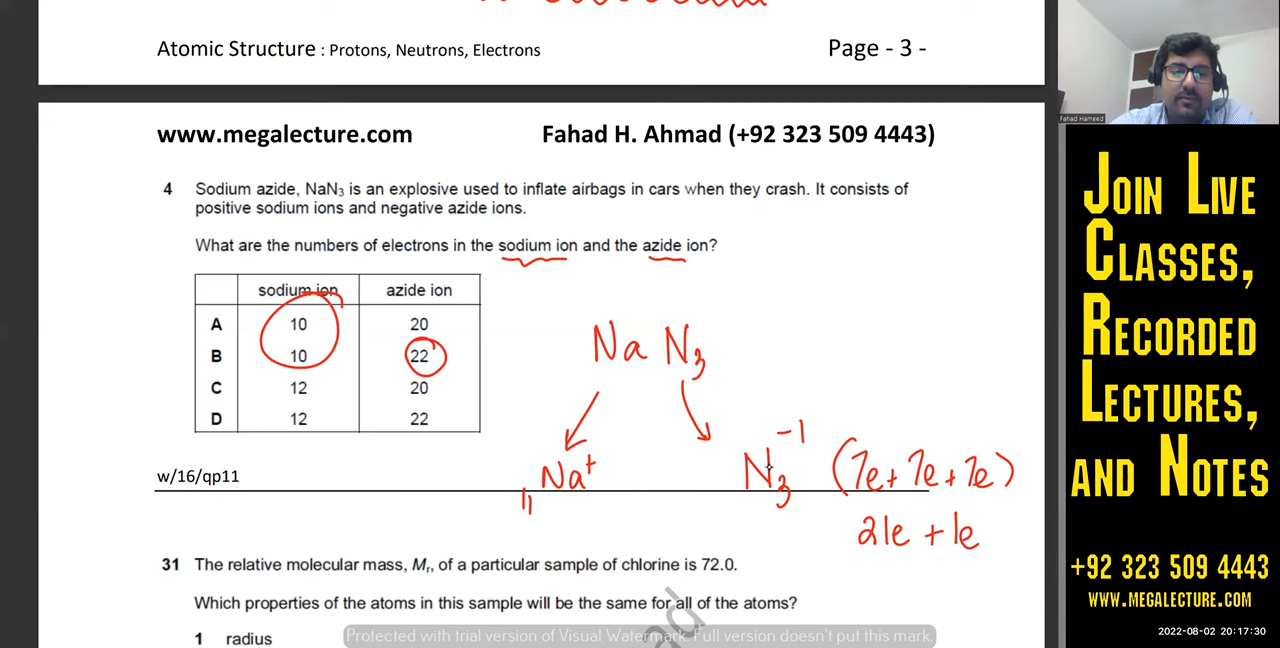 Atomic Structure : Protons, Neutrons, Electrons
Page - 3 -
www.megalecture.com
Fahad H. Ahmad (+92 323 509 4443)
4 Sodium azide, NaN3 is an explosive used to inflate airbags in cars when they crash. It consists of
positive sodium ions and negative azide ions.
What are the numbers of electrons in the sodium ion and the azide ion?
sodium ion azide ion
A 10 20
B 10 22
C 12 20
D 12 22
Na N3
Na+
11
N3 -1 (7e + 7e + 7e)
21e + 1e
w/16/qp11
31 The relative molecular mass, Mr, of a particular sample of chlorine is 72.0.
Which properties of the atoms in this sample will be the same for all of the atoms?
1 radius
Protected with trial version of Visual Watermark. Full version doesn't put this mark.
Fahad Hameed
JOIN LIVE
CLASSES,
RECORDED
LECTURES,
AND NOTES
+92 323 509 4443
WWW.MEGALECTURE.COM
2022-08-02 20:17:30